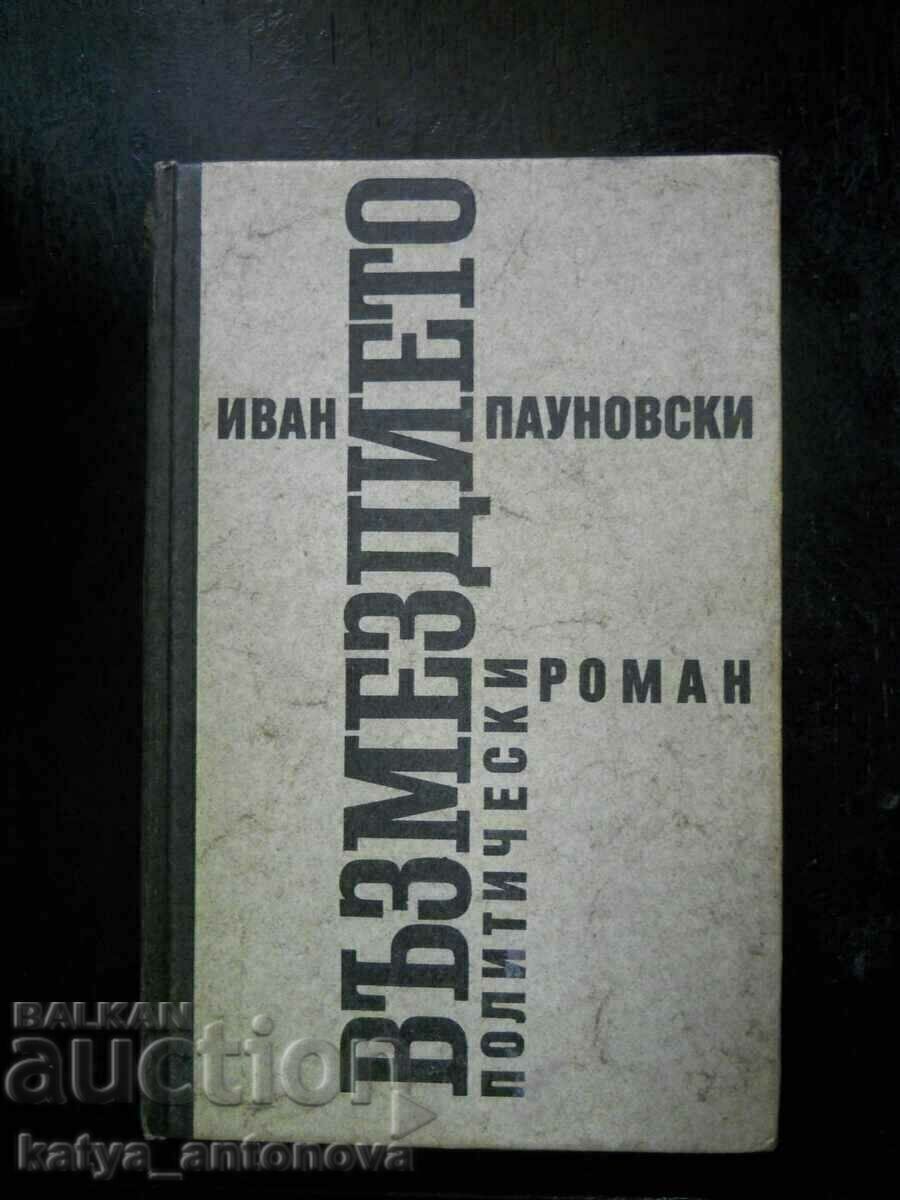 ИВАН ПАУНОВСКИ
ВЪЗМЕЗДИЕТО
ПОЛИТИЧЕСКИ
РОМАН
BALKAN
auction
katya_antonova